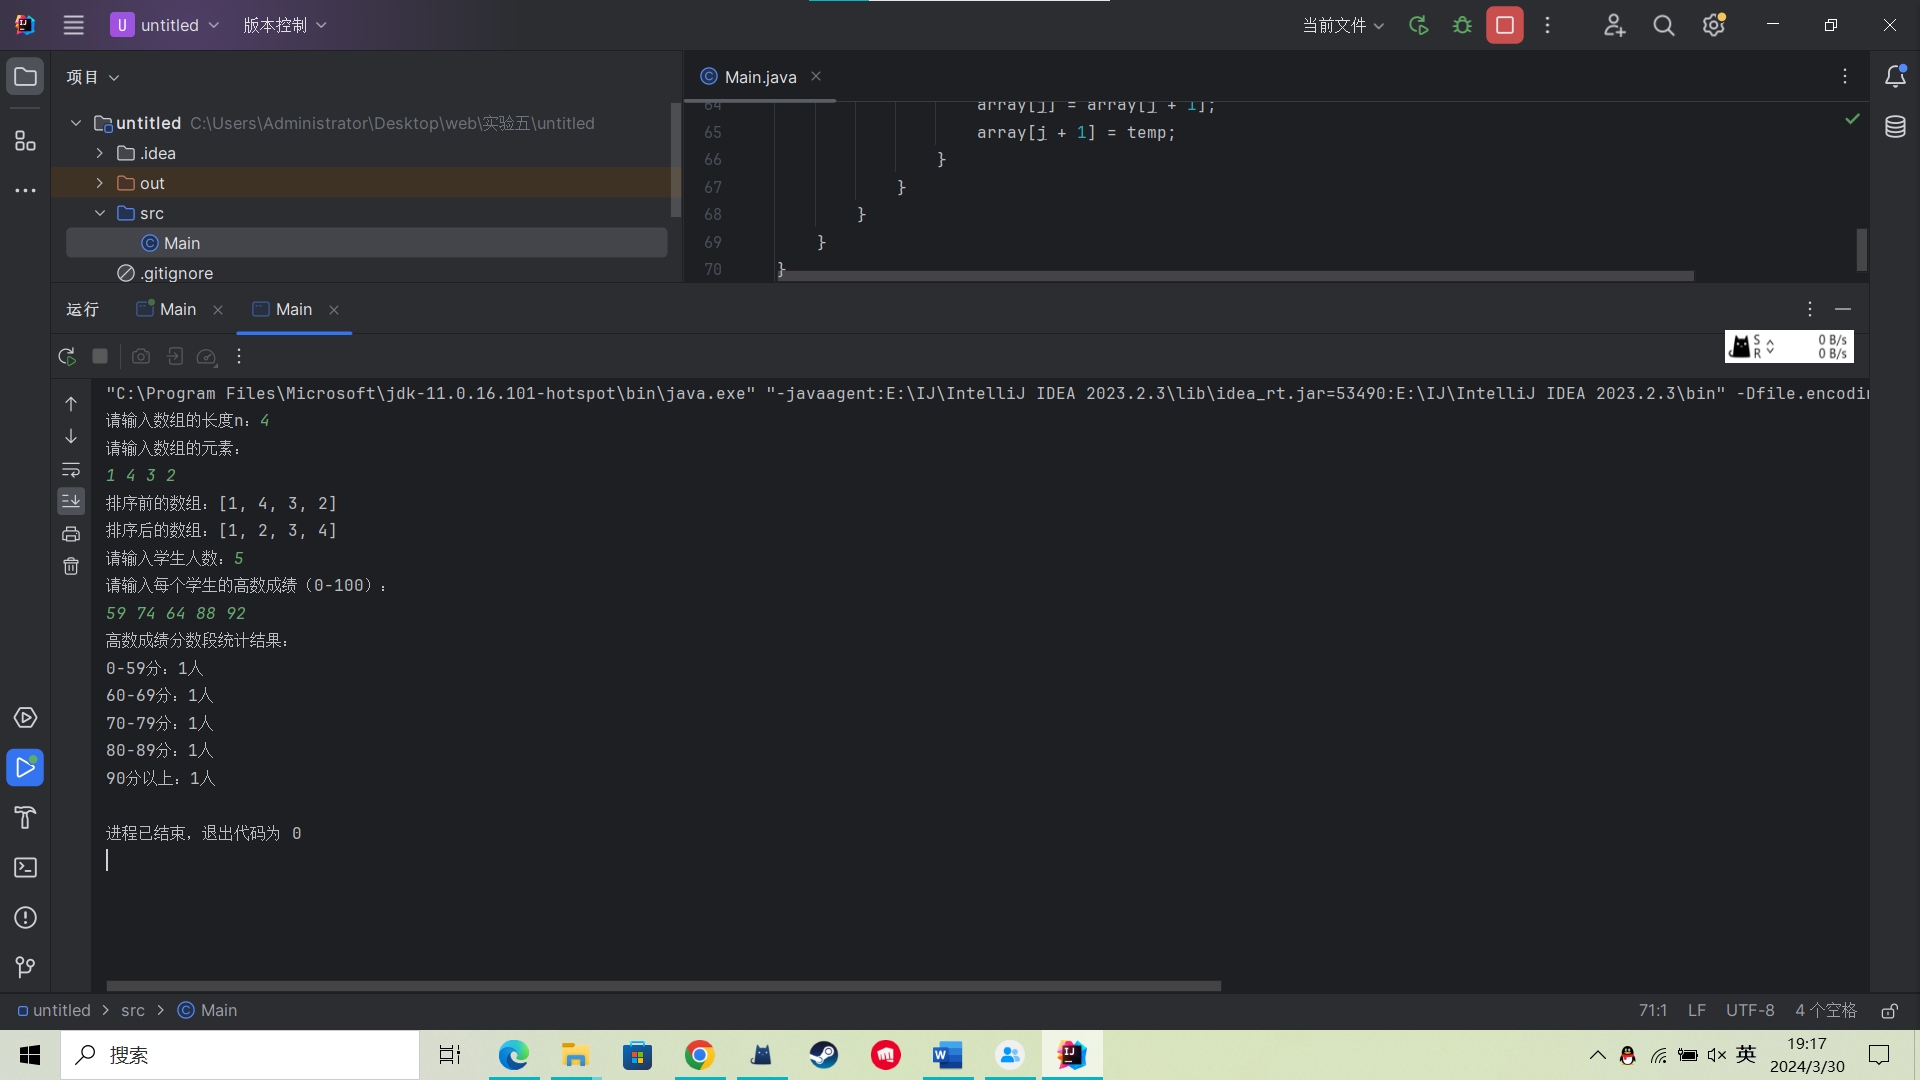 U untitled 版本控制 当前文件
项目
untitled C:\Users\Administrator\Desktop\web\实验五\untitled
.idea
out
src
Main
.gitignore
Main.java
64 array[j] = array[j + 1];
65 array[j + 1] = temp;
66 }
67 }
68 }
69 }
70 }
运行 Main Main
S 0 B/s
R 0 B/s
"C:\Program Files\Microsoft\jdk-11.0.16.101-hotspot\bin\java.exe" "-javaagent:E:\IJ\IntelliJ IDEA 2023.2.3\lib\idea_rt.jar=53490:E:\IJ\IntelliJ IDEA 2023.2.3\bin" -Dfile.encodin
请输入数组的长度n：4
请输入数组的元素：
1 4 3 2
排序前的数组：[1, 4, 3, 2]
排序后的数组：[1, 2, 3, 4]
请输入学生人数：5
请输入每个学生的高数成绩（0-100）：
59 74 64 88 92
高数成绩分数段统计结果：
0-59分：1人
60-69分：1人
70-79分：1人
80-89分：1人
90分以上：1人
进程已结束，退出代码为 0
untitled src Main 71:1 LF UTF-8 4 个空格
搜索 英 19:17
2024/3/30